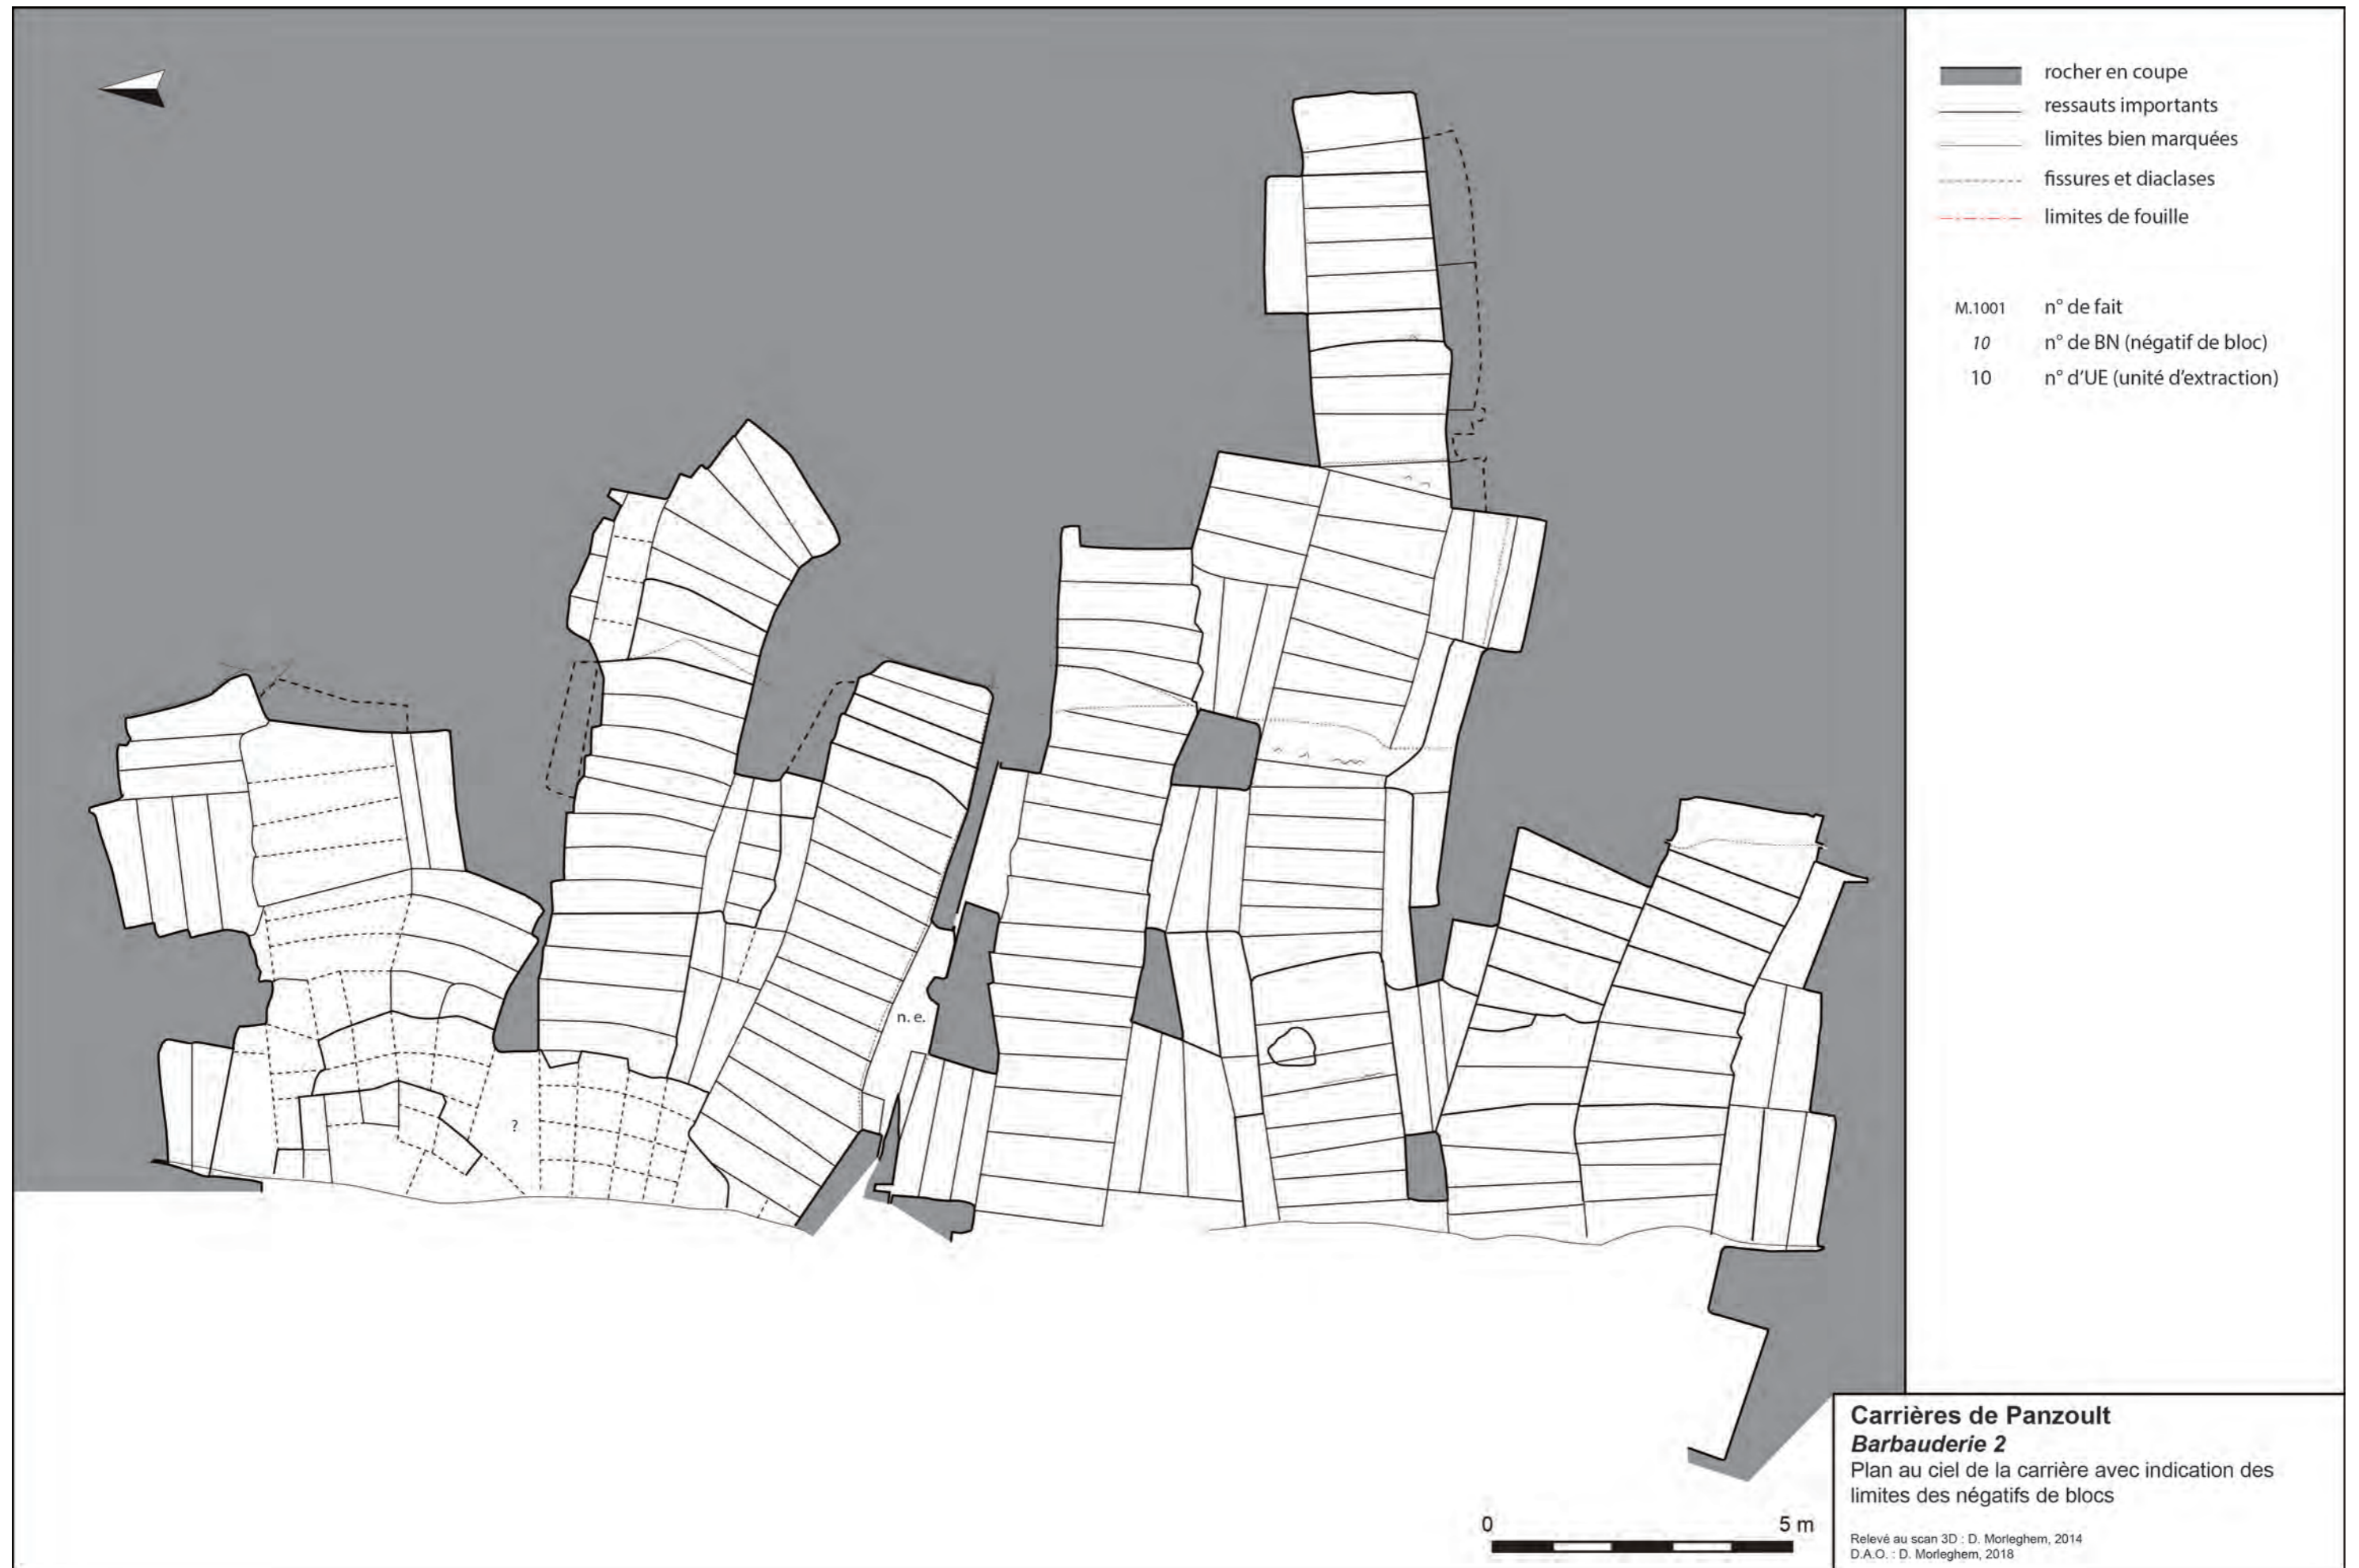 rocher en coupe
ressauts importants
limites bien marquées
fissures et diaclases
limites de fouille
M.1001 n° de fait
10 n° de BN (négatif de bloc)
10 n° d'UE (unité d'extraction)
n. e.
?
0 5 m
Carrières de Panzoult
Barbauderie 2
Plan au ciel de la carrière avec indication des
limites des négatifs de blocs
Relevé au scan 3D : D. Morleghem, 2014
D.A.O. : D. Morleghem, 2018